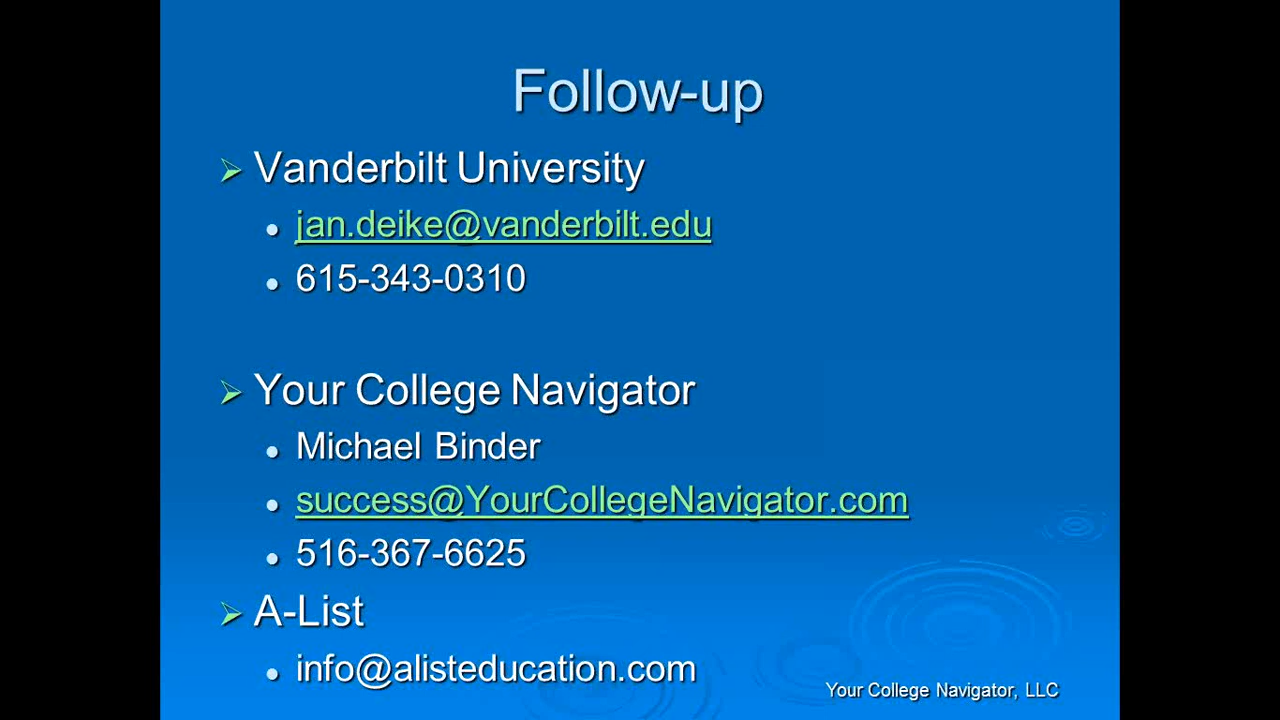 Follow-up
Vanderbilt University
jan.deike@vanderbilt.edu
615-343-0310
Your College Navigator
Michael Binder
success@YourCollegeNavigator.com
516-367-6625
A-List
info@alisteducation.com
Your College Navigator, LLC